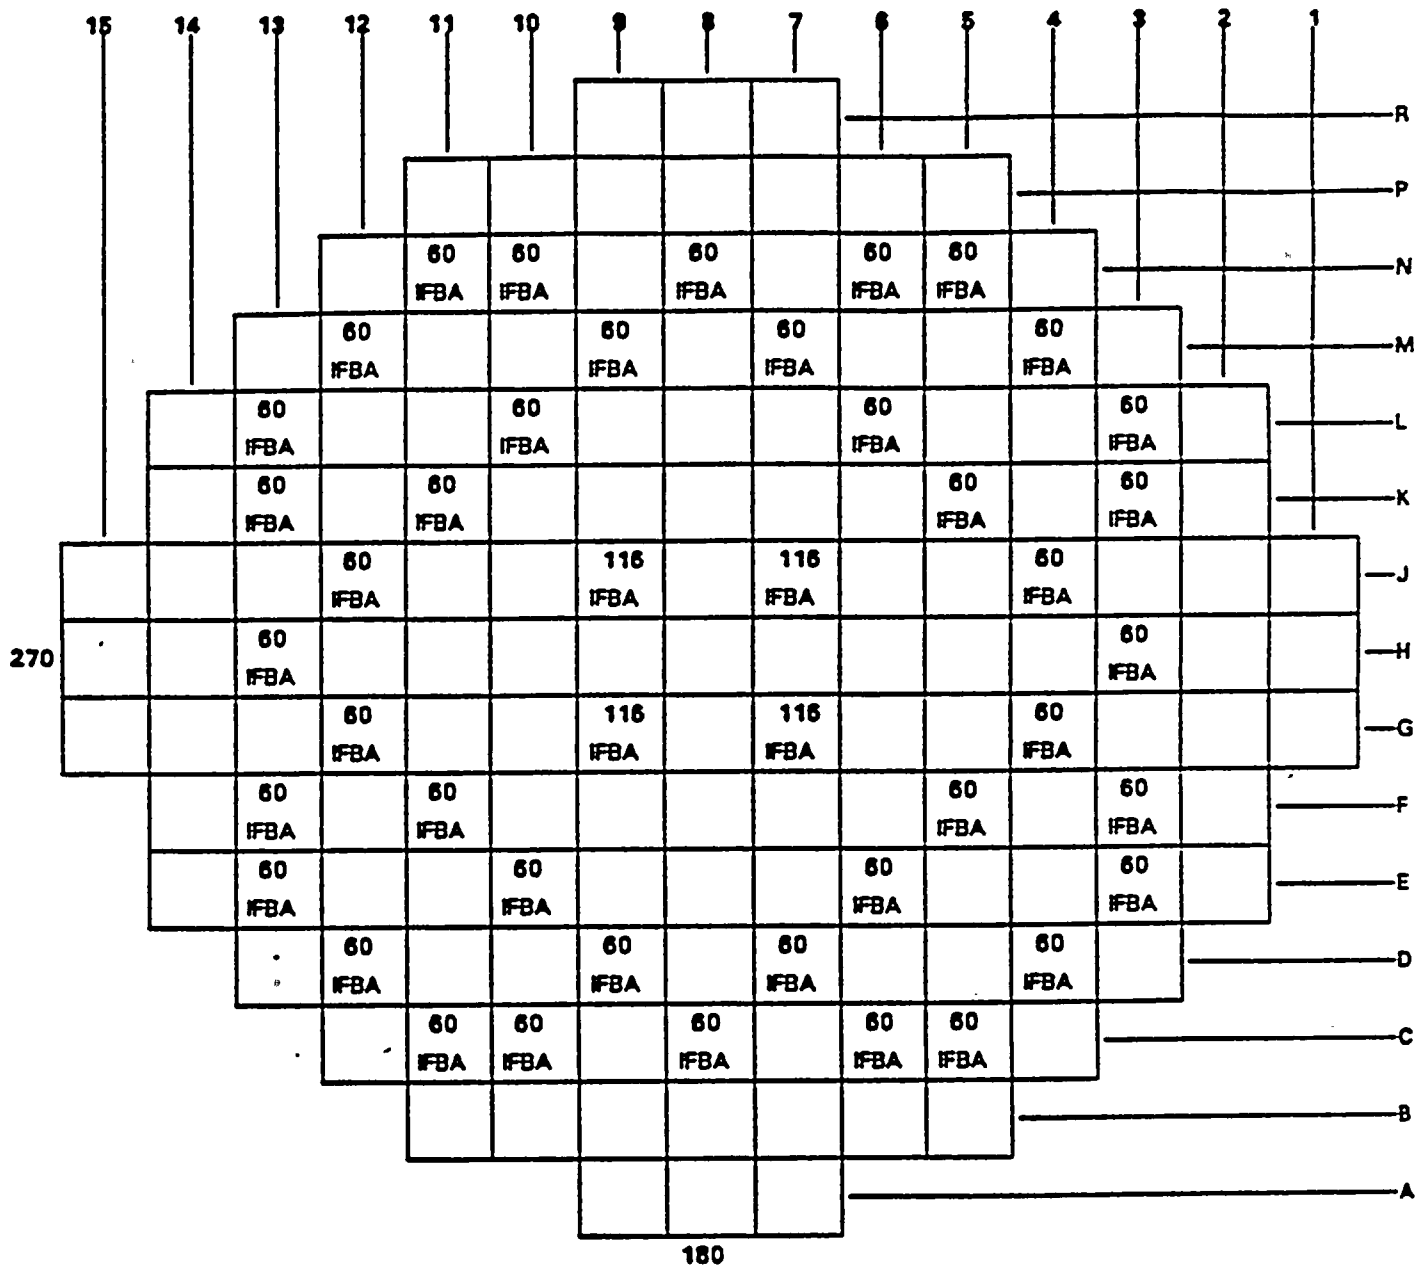 15 14 13 12 11 10 9 8 7 6 5 4 3 2 1
R
P
60 60 60 60 60
IFBA IFBA IFBA IFBA IFBA
N
60 60 60 60
IFBA IFBA IFBA IFBA
M
60 60 60 60
IFBA IFBA IFBA IFBA
L
60 60 60 60
IFBA IFBA IFBA IFBA
K
60 116 116 60
IFBA IFBA IFBA IFBA
J
270
60 60
IFBA IFBA
H
60 116 116 60
IFBA IFBA IFBA IFBA
G
60 60 60 60
IFBA IFBA IFBA IFBA
F
60 60 60 60
IFBA IFBA IFBA IFBA
E
60 60 60 60
IFBA IFBA IFBA IFBA
D
60 60 60 60 60
IFBA IFBA IFBA IFBA IFBA
C
B
A
180